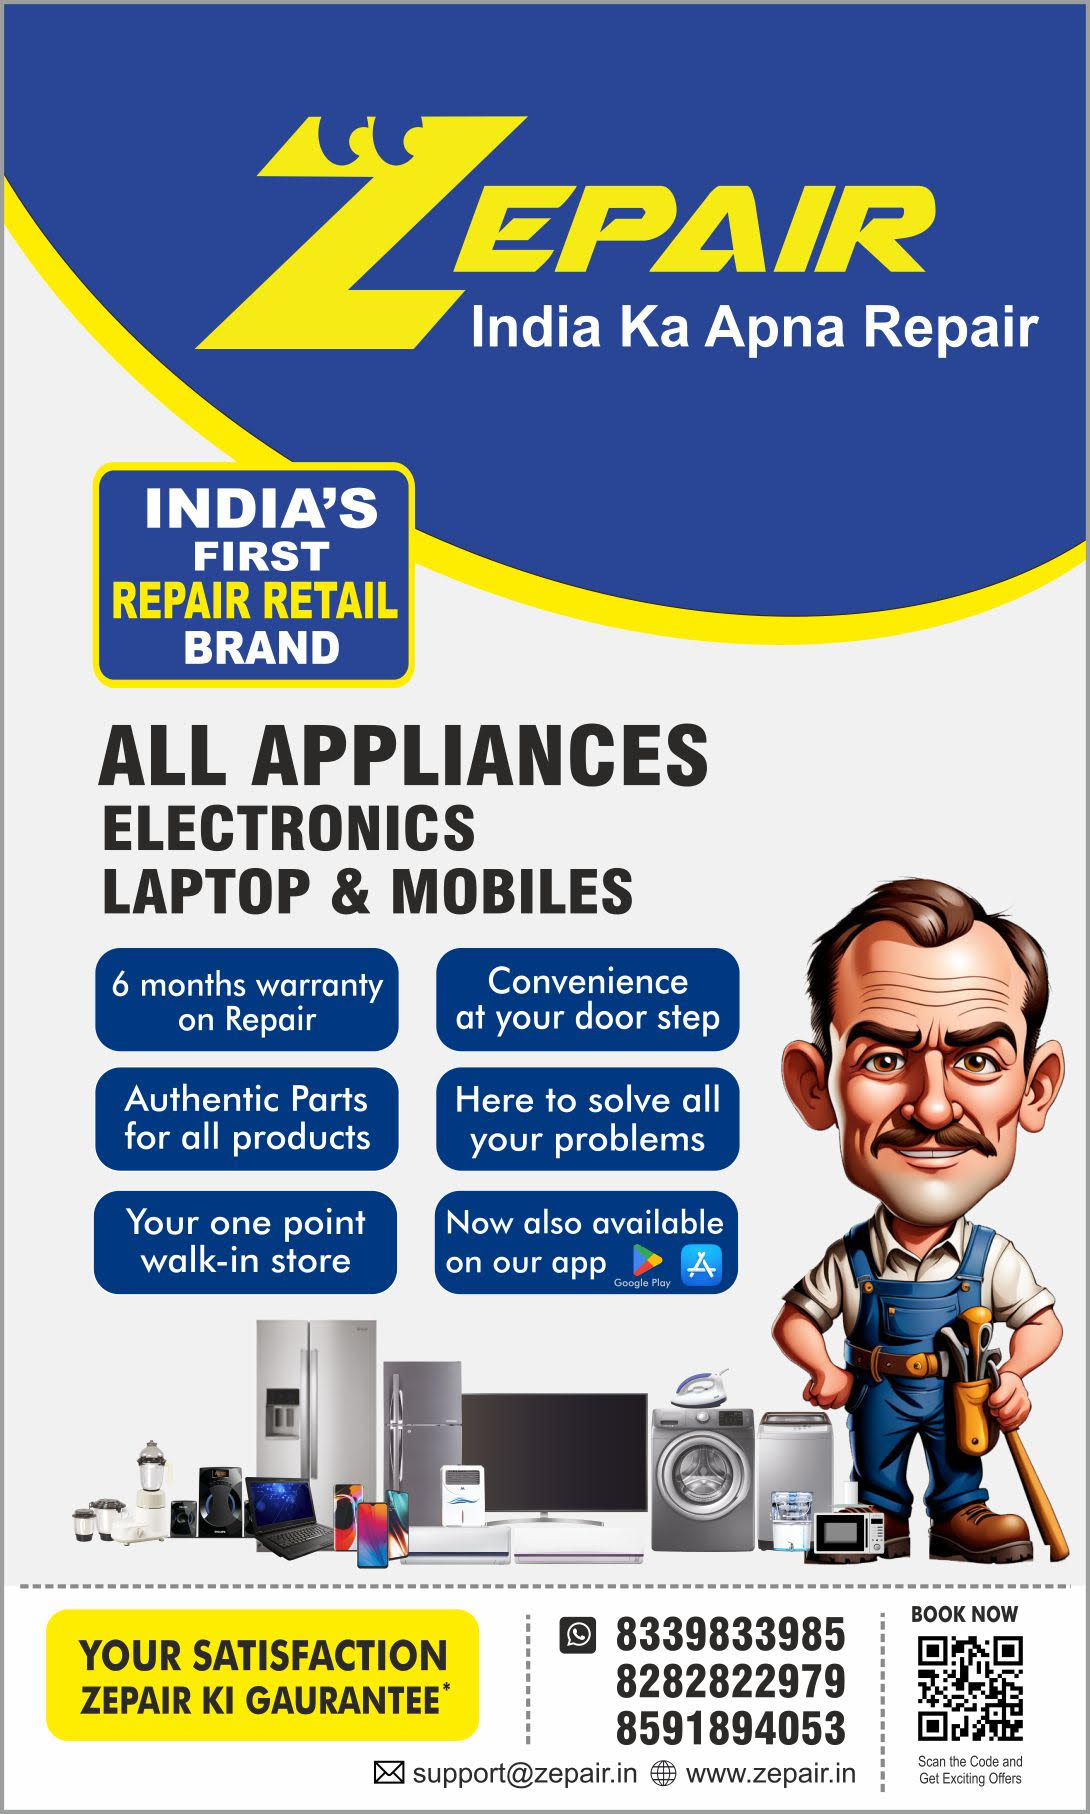 ZEPAIR
India Ka Apna Repair
INDIA'S
FIRST
REPAIR RETAIL
BRAND
ALL APPLIANCES
ELECTRONICS
LAPTOP & MOBILES
6 months warranty
on Repair
Convenience
at your door step
Authentic Parts
for all products
Here to solve all
your problems
Your one point
walk-in store
Now also available
on our app
Google Play
YOUR SATISFACTION
ZEPAIR KI GAURANTEE*
8339833985
8282822979
8591894053
support@zepair.in
www.zepair.in
BOOK NOW
Scan the Code and
Get Exciting Offers